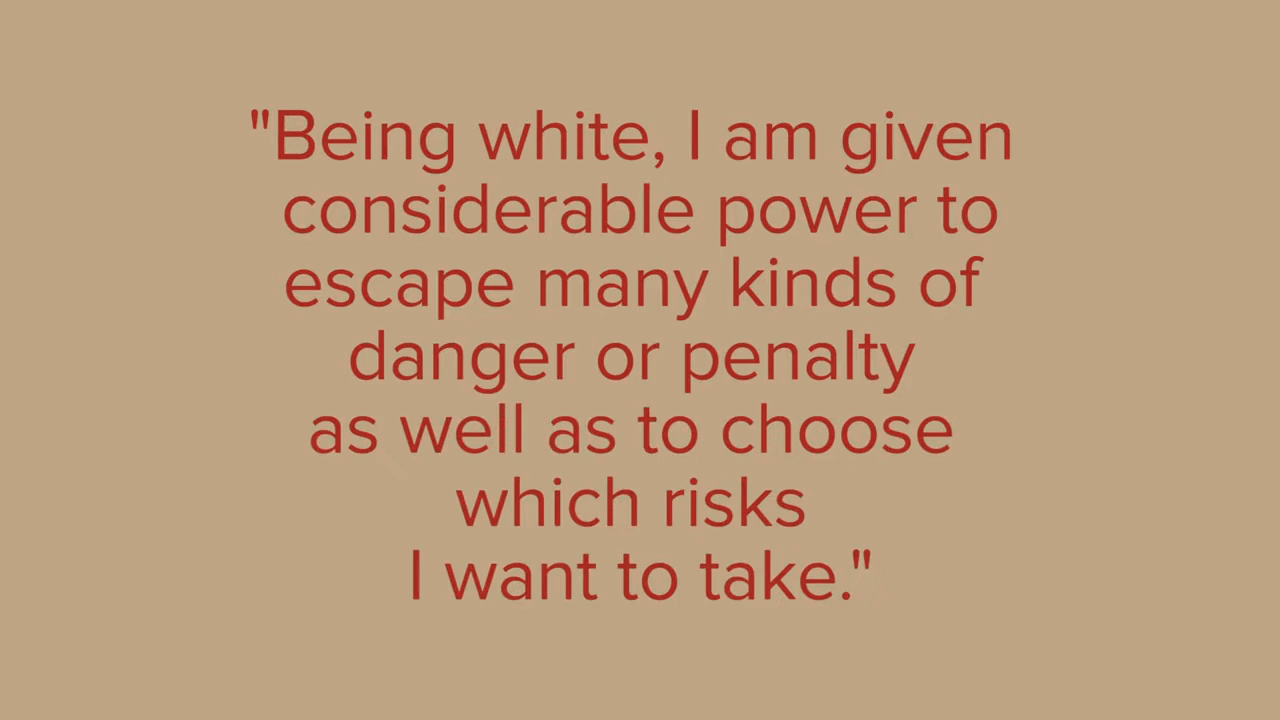 "Being white, I am given
considerable power to
escape many kinds of
danger or penalty
as well as to choose
which risks
I want to take."